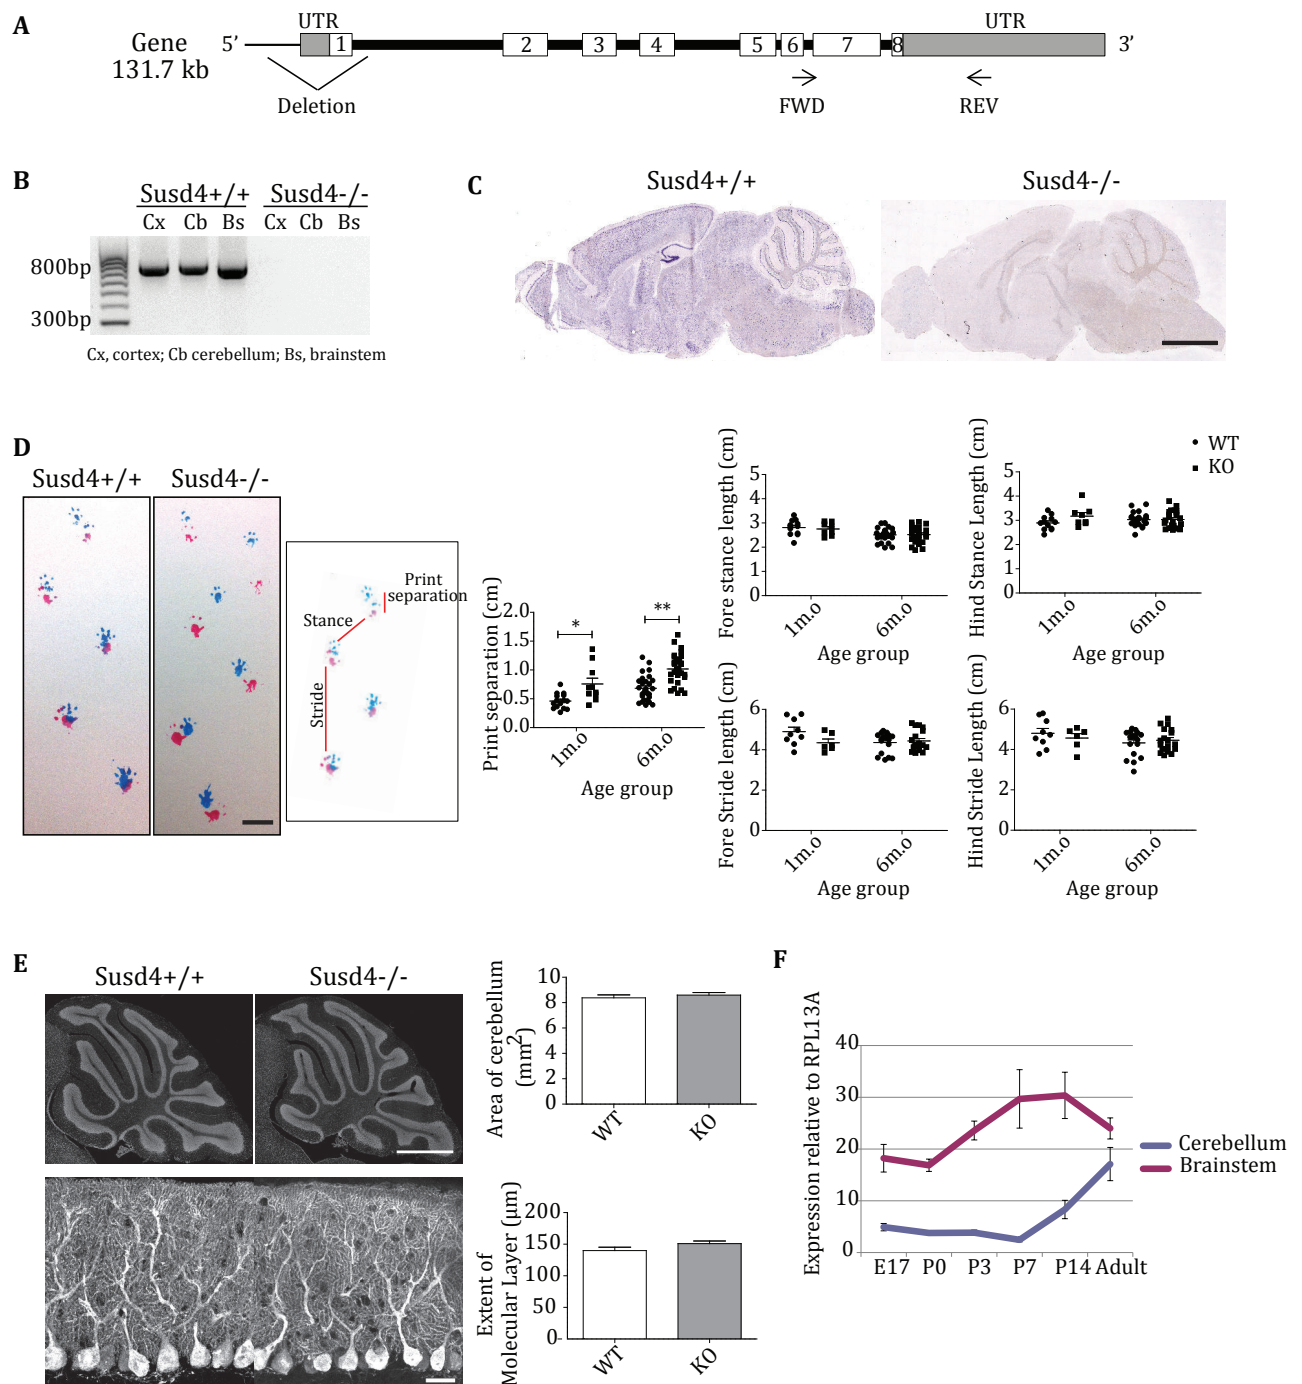 A
Gene
131.7 kb
5'
UTR
1
2
3
4
5
6
7
8
UTR
3'
Deletion
FWD
REV
B
Susd4+/+
Susd4-/-
Cx Cb Bs
Cx Cb Bs
800bp
300bp
Cx, cortex; Cb cerebellum; Bs, brainstem
C
Susd4+/+
Susd4-/-
D
Susd4+/+
Susd4-/-
Print
separation
Stance
Stride
Print separation (cm)
2.0
1.5
1.0
0.5
0
*
**
1m.o
6m.o
Age group
Fore stance length (cm)
5
4
3
2
1
0
1m.o
6m.o
Age group
Hind Stance Length (cm)
5
4
3
2
1
0
1m.o
6m.o
Age group
WT
KO
Fore Stride length (cm)
6
4
2
0
1m.o
6m.o
Age group
Hind Stride Length (cm)
6
4
2
0
1m.o
6m.o
Age group
E
Susd4+/+
Susd4-/-
Area of cerebellum
(mm2)
10
8
6
4
2
0
WT
KO
Extent of
Molecular Layer (μm)
200
150
100
50
0
WT
KO
F
Expression relative to RPL13A
40
30
20
10
0
E17 P0 P3 P7 P14 Adult
Cerebellum
Brainstem